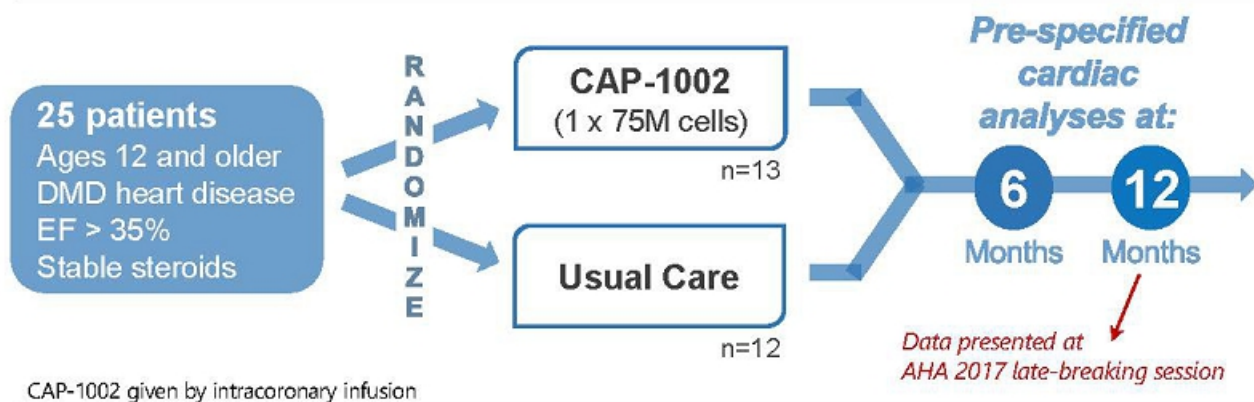 25 patients
Ages 12 and older
DMD heart disease
EF > 35%
Stable steroids
RANDOMIZE
CAP-1002
(1 x 75M cells)
n=13
Usual Care
n=12
Pre-specified
cardiac
analyses at:
6
Months
12
Months
Data presented at
AHA 2017 late-breaking session
CAP-1002 given by intracoronary infusion